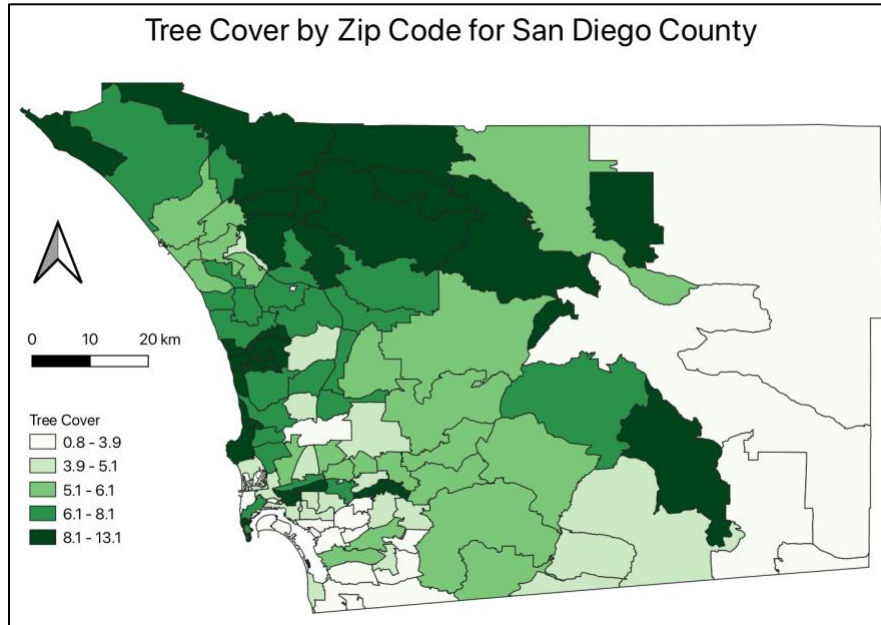 Tree Cover by Zip Code for San Diego County
0 10 20 km
Tree Cover
0.8 - 3.9
3.9 - 5.1
5.1 - 6.1
6.1 - 8.1
8.1 - 13.1